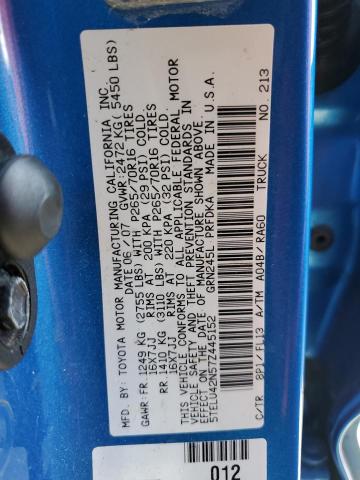 MFD. BY: TOYOTA MOTOR MANUFACTURING CALIFORNIA INC.
DATE: 06 / 07 GVWR: 2472 KG ( 5450 LBS)
GAWR: FR. 1249 KG (2755 LBS) WITH P265/70R16 TIRES
16X7JJ RIMS AT 200 KPA (29 PSI) COLD.
RR 1410 KG (3110 LBS) WITH P265/70R16 TIRES
16X7JJ RIMS AT 220 KPA (32 PSI) COLD.
THIS VEHICLE CONFORMS TO ALL APPLICABLE FEDERAL MOTOR
VEHICLE SAFETY AND THEFT PREVENTION STANDARDS IN
EFFECT ON THE DATE OF MANUFACTURE SHOWN ABOVE.
5TELU42N57Z445152 GRN245L-PRFDKA MADE IN U.S.A.
C/TR 8P1/FL13 A/TM A04B/RA60 TRUCK NO. 213
012